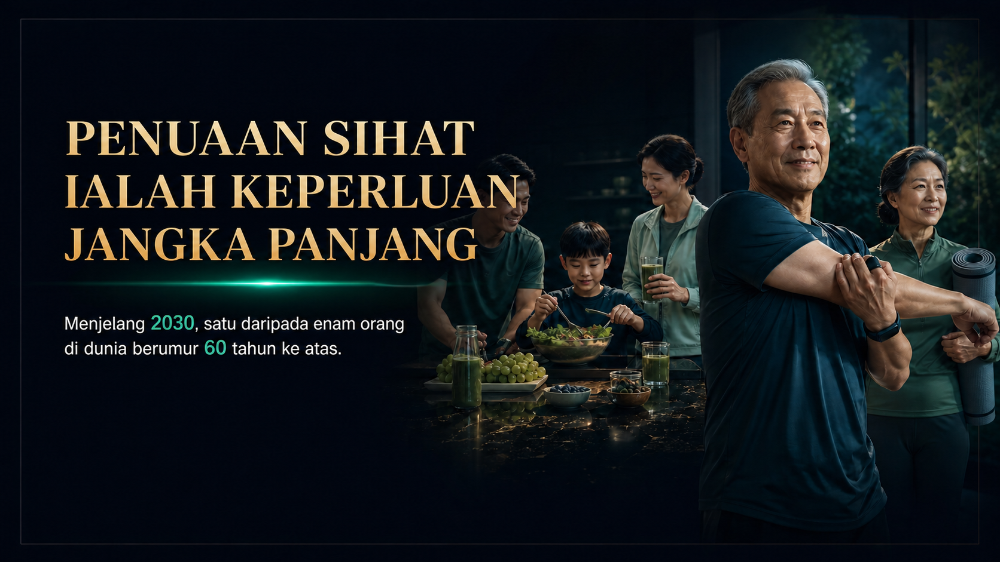 PENUAAN SIHAT
IALAH KEPERLUAN
JANGKA PANJANG
Menjelang 2030, satu daripada enam orang
di dunia berumur 60 tahun ke atas.